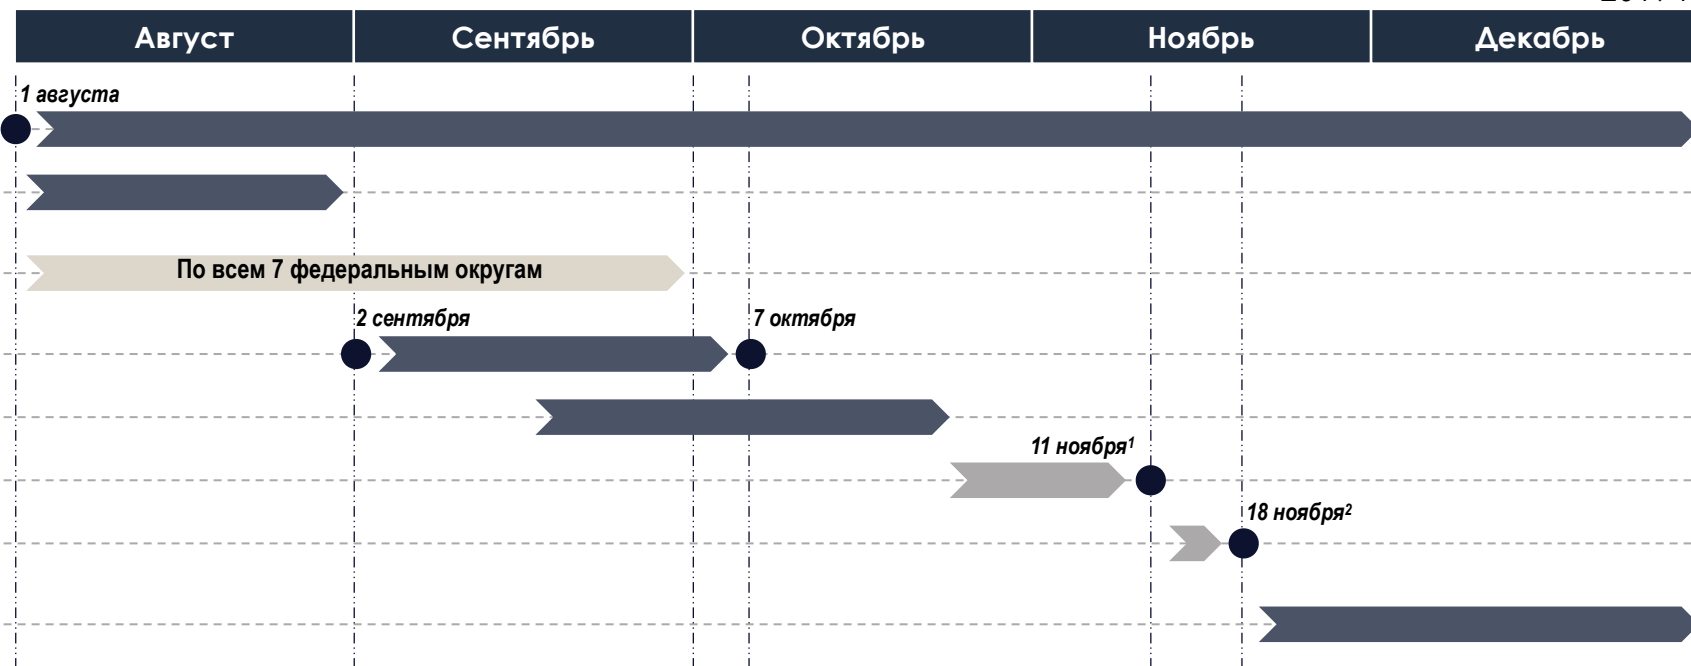 Август Сентябрь Октябрь Ноябрь Декабрь
1 августа
По всем 7 федеральным округам
2 сентября 7 октября
11 ноября¹
18 ноября²